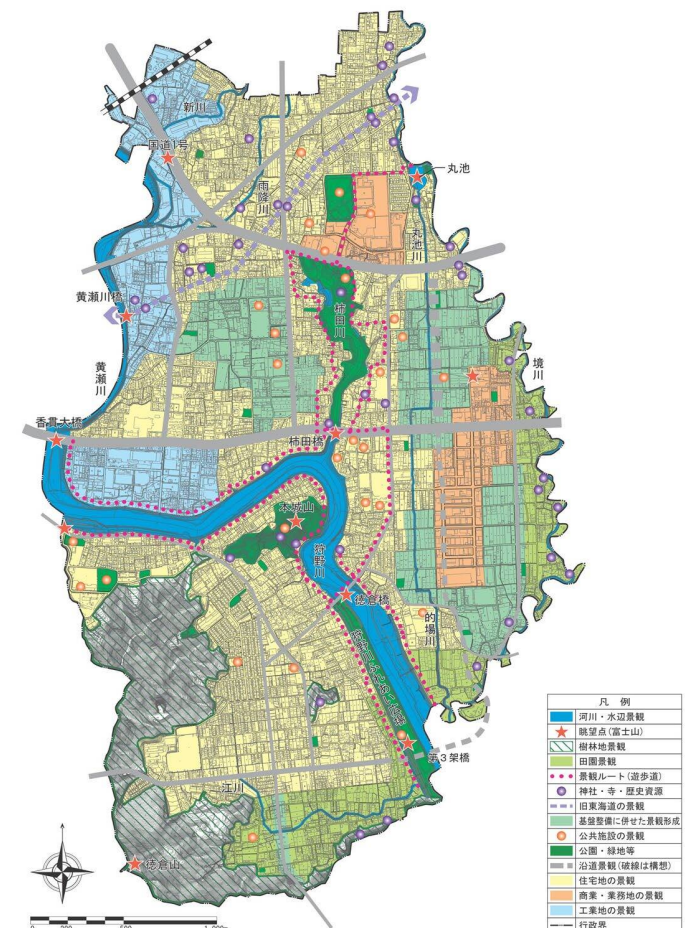 新川
国道1号
丸池
雨降川
丸池川
黄瀬川橋
柿田川
境川
黄瀬川
香貫大橋
柿田橋
本城山
狩野川
徳倉橋
的場川
第3架橋
江川
徳倉山
凡 例
河川・水辺景観
眺望点(富士山)
樹林地景観
田園景観
景観ルート(遊歩道)
神社・寺・歴史資源
旧東海道の景観
基盤整備に併せた景観形成
公共施設の景観
公園・緑地等
沿道景観(破線は構想)
住宅地の景観
商業・業務地の景観
工業地の景観
行政界